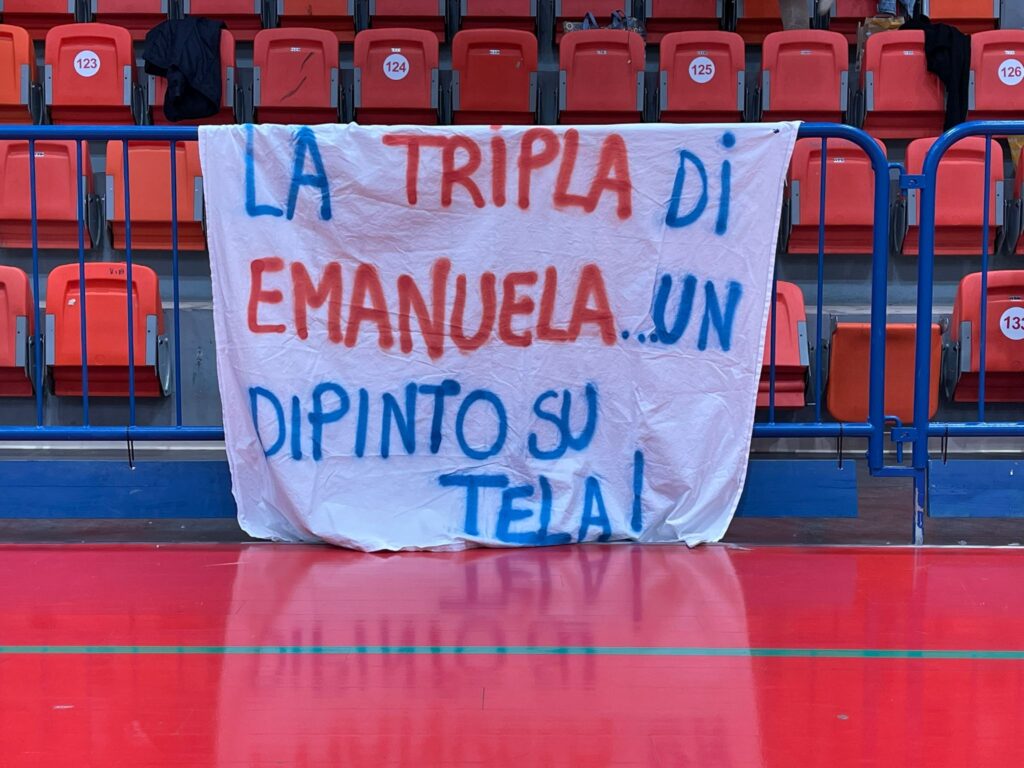 123
124
125
126
LA TRIPLA DI
EMANUELA...UN
DIPINTO SU
TELA!
133